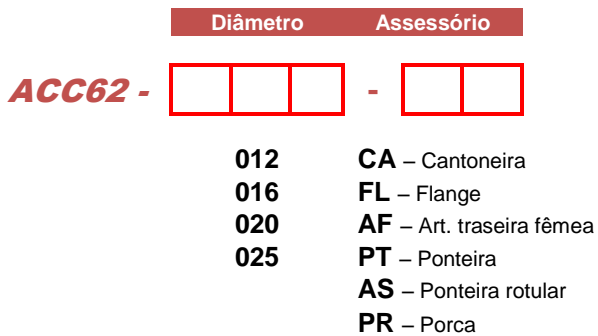 Diâmetro Assessório
ACC62 - -
012 CA – Cantoneira
016 FL – Flange
020 AF – Art. traseira fêmea
025 PT – Ponteira
AS – Ponteira rotular
PR – Porca